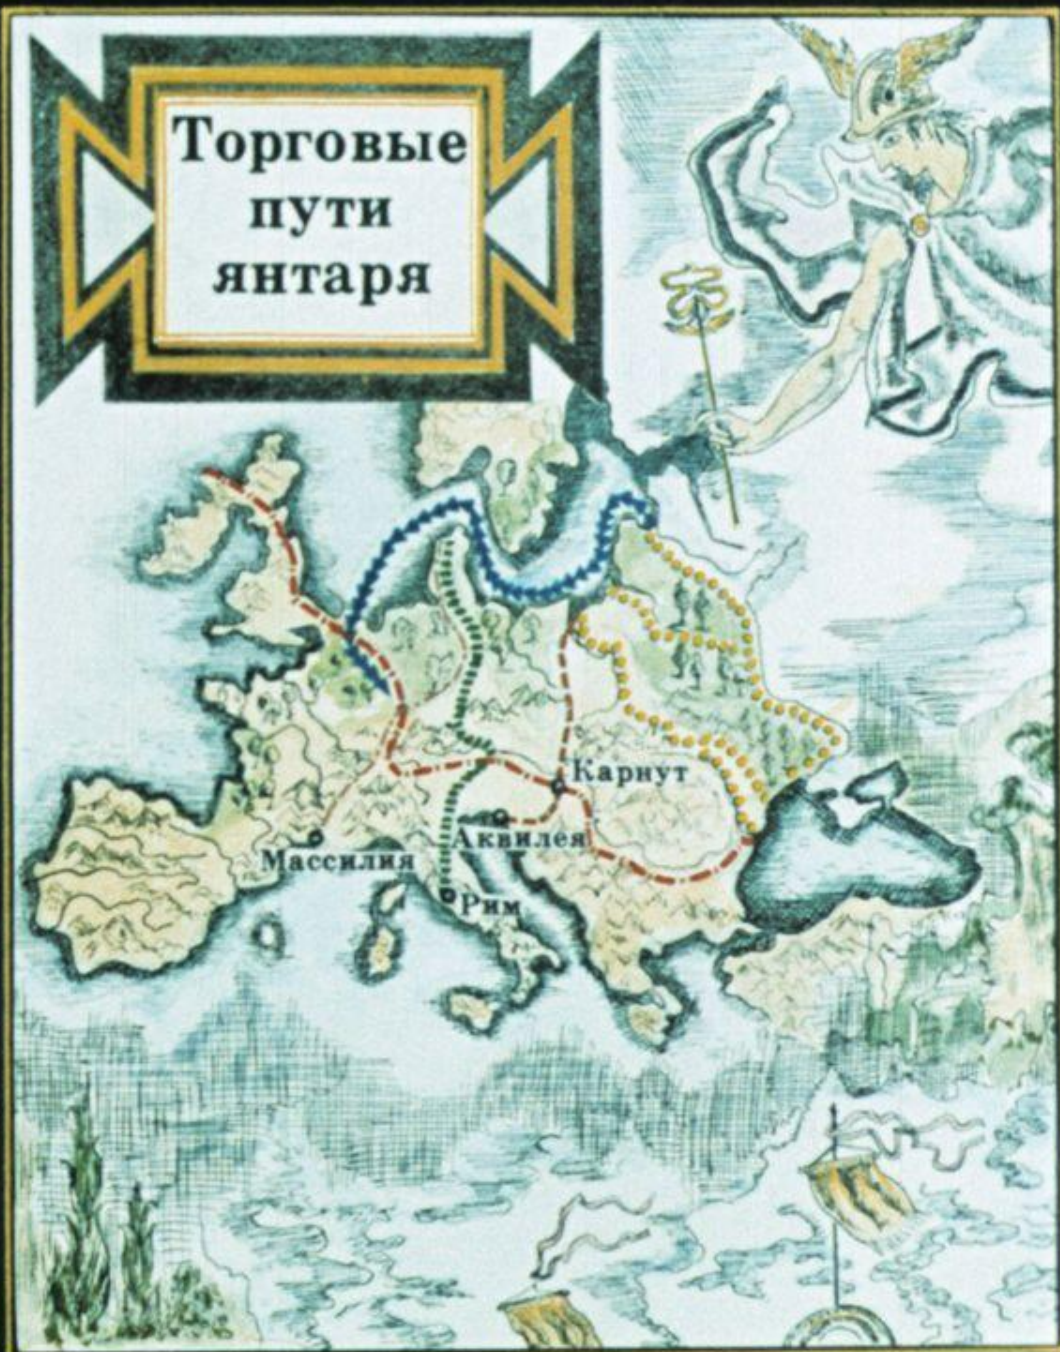 Торговые
пути
янтаря
Карнут
Аквилея
Массилия
Рим